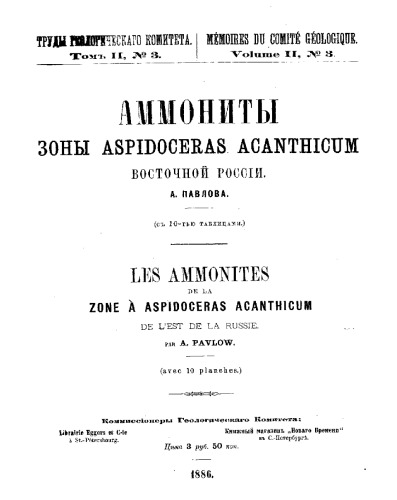 ТРУДЫ ГЕОЛОГИЧЕСКАГО КОМИТЕТА.
Томъ II, № 3.
MÉMOIRES DU COMITÉ GÉOLOGIQUE.
Volume II, № 3.
АММОНИТЫ
ЗОНЫ ASPIDOCERAS ACANTHICUM
ВОСТОЧНОЙ РОССІИ.
А. ПАВЛОВА.
(съ 10-тью таблицами.)
LES AMMONITES
DE LA
ZONE À ASPIDOCERAS ACANTHICUM
DE L'EST DE LA RUSSIE.
PAR A. PAVLOW.
(avec 10 planches.)
Коммиссіонеры Геологическаго Комитета:
Librairie Eggers et C-ie
à St.-Pétersbourg.
Книжный магазинъ „Новаго Времени"
въ С.-Петербургѣ.
Цѣна 3 руб. 50 коп.
1886.